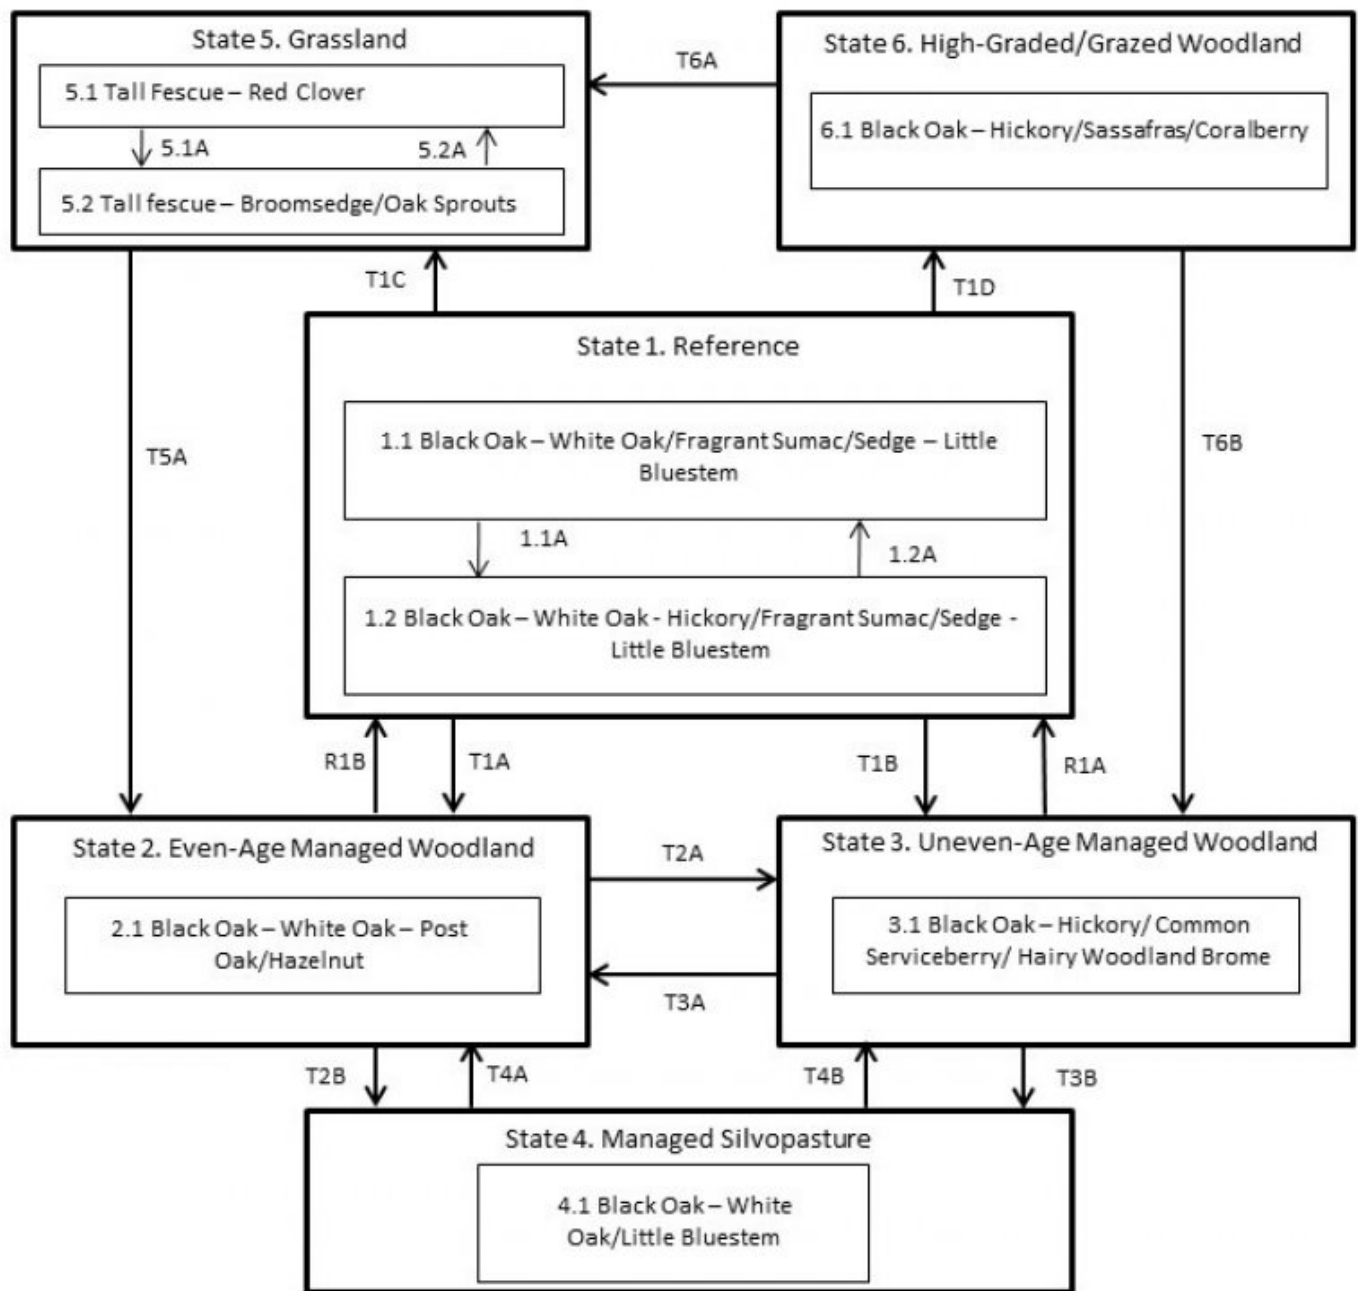 State 5. Grassland
5.1 Tall Fescue – Red Clover
5.1A
5.2A
5.2 Tall fescue – Broomsedge/Oak Sprouts
T6A
State 6. High-Graded/Grazed Woodland
6.1 Black Oak – Hickory/Sassafras/Coralberry
T1C
T1D
State 1. Reference
1.1 Black Oak – White Oak/Fragrant Sumac/Sedge – Little
Bluestem
1.1A
1.2A
1.2 Black Oak – White Oak - Hickory/Fragrant Sumac/Sedge -
Little Bluestem
T5A
T6B
R1B
T1A
T1B
R1A
State 2. Even-Age Managed Woodland
2.1 Black Oak – White Oak – Post
Oak/Hazelnut
T2A
T3A
State 3. Uneven-Age Managed Woodland
3.1 Black Oak – Hickory/ Common
Serviceberry/ Hairy Woodland Brome
T2B
T4A
T4B
T3B
State 4. Managed Silvopasture
4.1 Black Oak – White
Oak/Little Bluestem